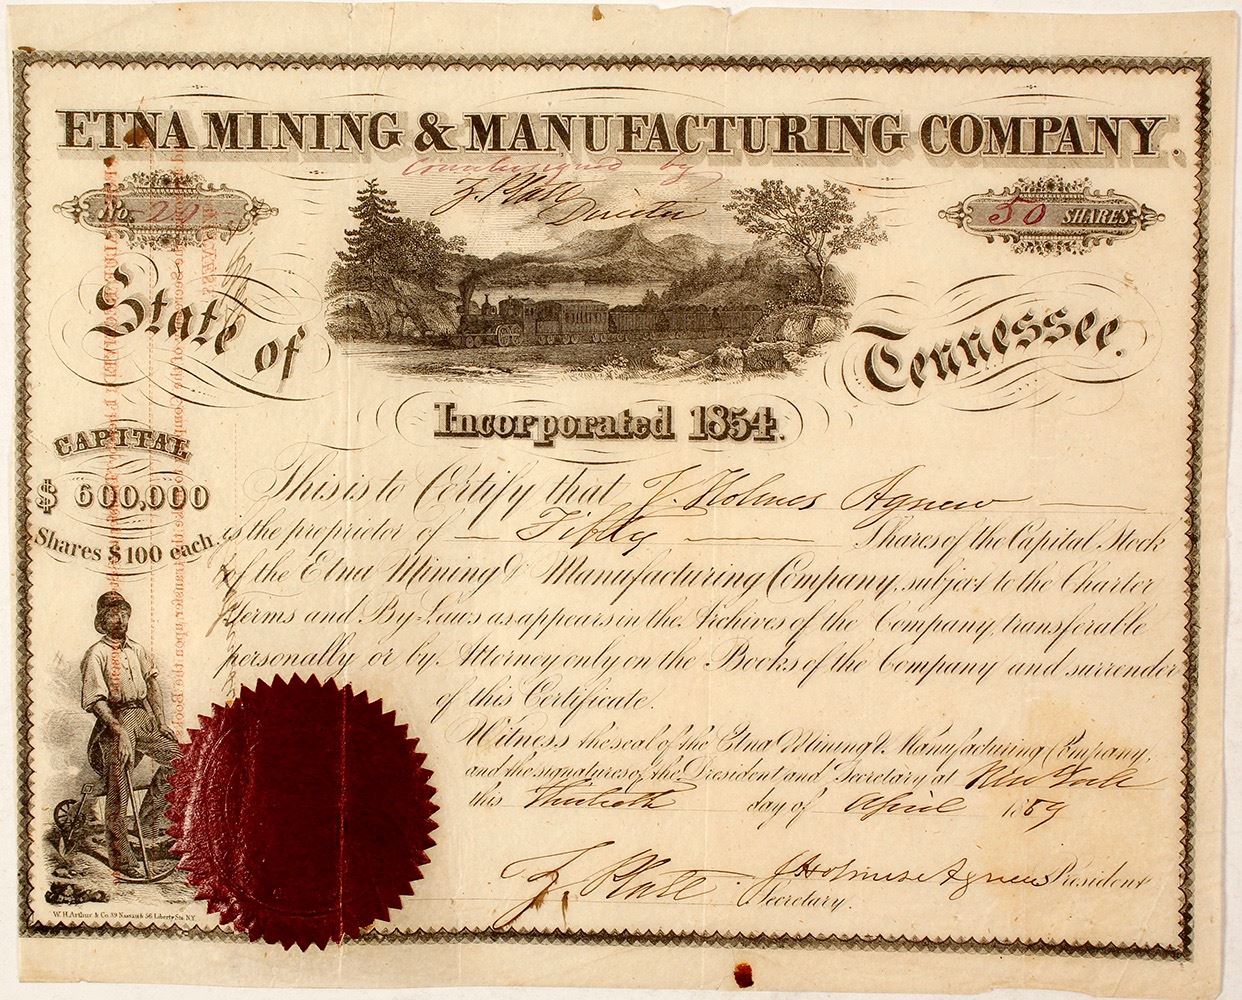 ETNA MINING & MANUFACTURING COMPANY.
Countersigned by
Director
No. 20
50 SHARES
State of Tennessee.
Incorporated 1854.
CAPITAL
$ 600,000
Shares $100 each.
This is to Certify that J. Holmes Agnew
is the proprietor of Fifty Shares of the Capital Stock
of the Etna Mining & Manufacturing Company, subject to the Charter
Terms and By-Laws as appears in the Archives of the Company, transferable
personally or by Attorney only on the Books of the Company and surrender
of this Certificate.
Witness the seal of the Etna Mining & Manufacturing Company,
and the signatures of the President and Secretary at New York
this Thirtieth day of April 1859
J Holmes Agnew President
Secretary.
W. H. Arthur & Co. 39 Nassau & 56 Liberty Sts. N.Y.